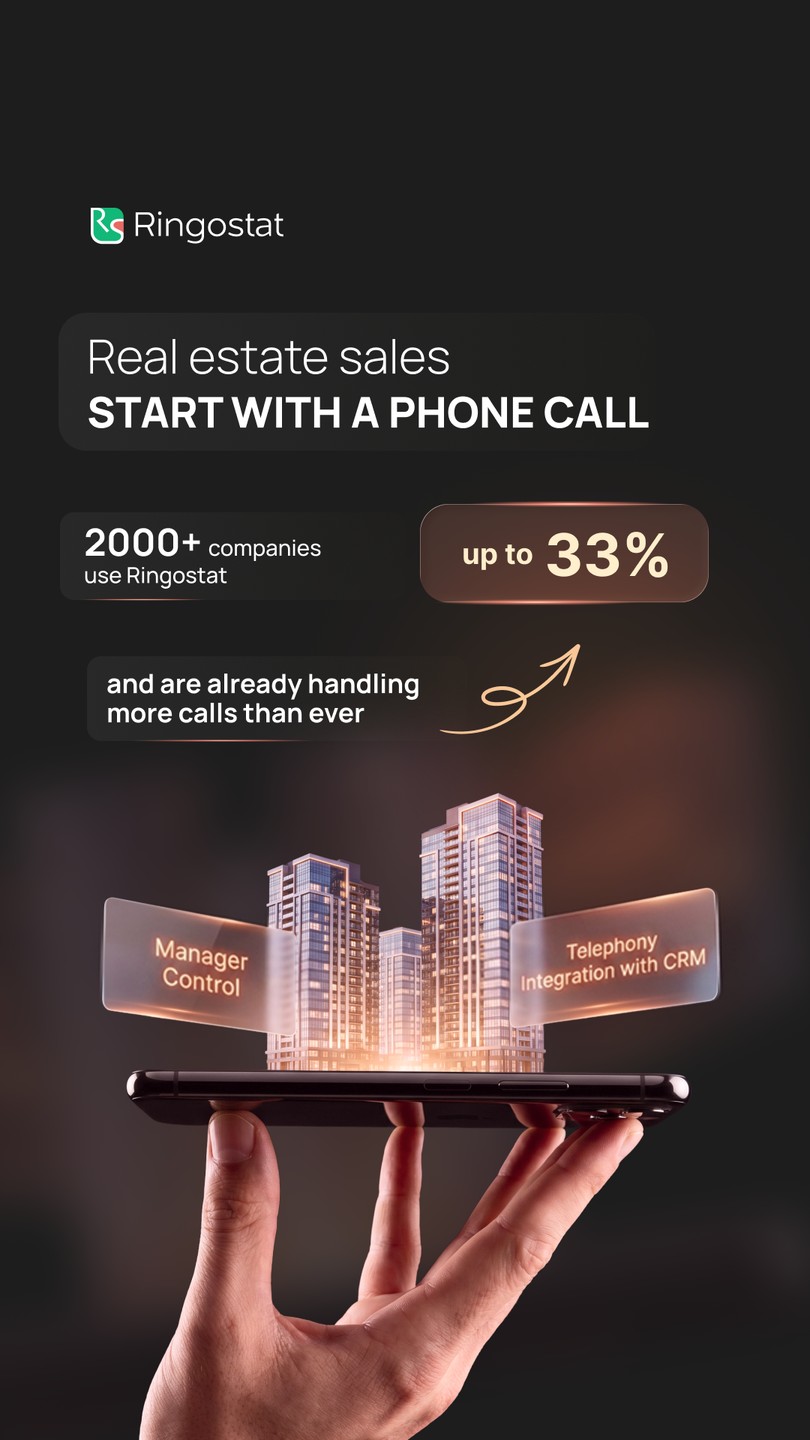 Ringostat
Real estate sales
START WITH A PHONE CALL
2000+ companies
use Ringostat
up to 33%
and are already handling
more calls than ever
Manager
Control
Telephony
Integration with CRM